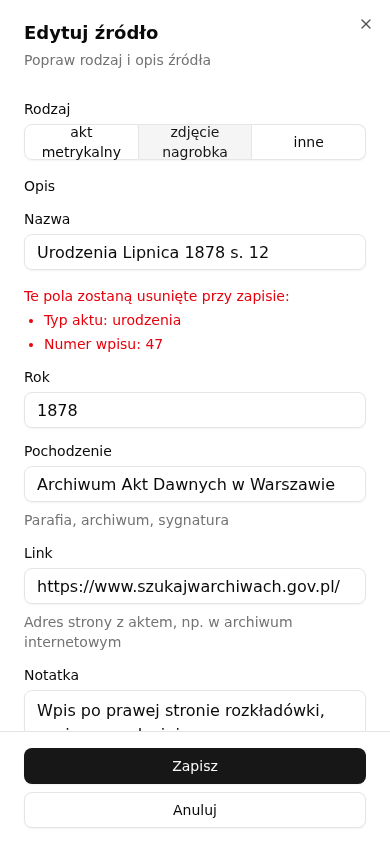 Edytuj źródło
Popraw rodzaj i opis źródła
Rodzaj
akt
metrykalny
zdjęcie
nagrobka
inne
Opis
Nazwa
Urodzenia Lipnica 1878 s. 12
Te pola zostaną usunięte przy zapisie:
• Typ aktu: urodzenia
• Numer wpisu: 47
Rok
1878
Pochodzenie
Archiwum Akt Dawnych w Warszawie
Parafia, archiwum, sygnatura
Link
https://www.szukajwarchiwach.gov.pl/
Adres strony z aktem, np. w archiwum
internetowym
Notatka
Wpis po prawej stronie rozkładówki,
Zapisz
Anuluj